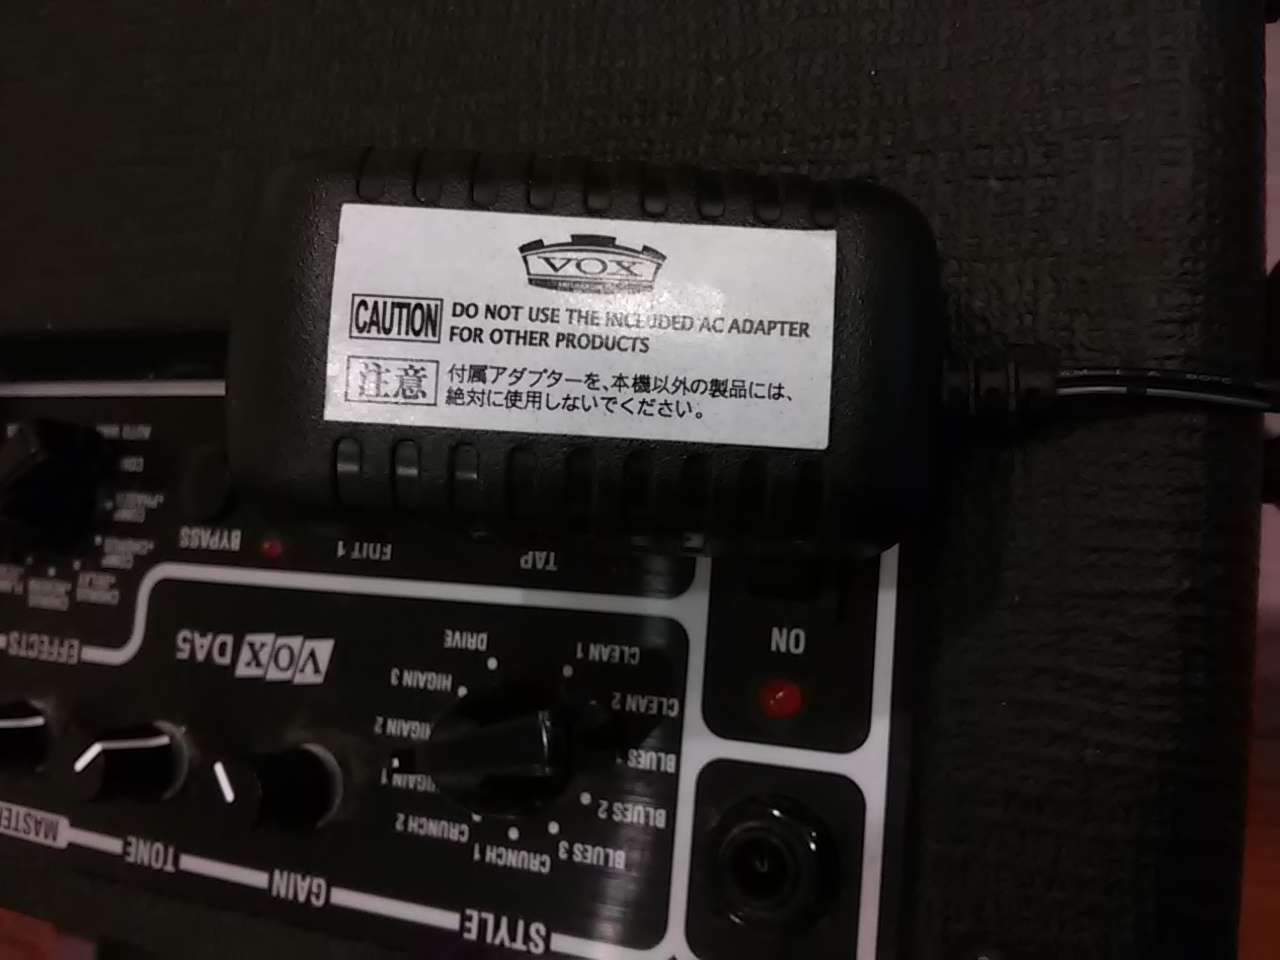 VOX
CAUTION
DO NOT USE THE INCLUDED AC ADAPTER
FOR OTHER PRODUCTS
注意
付属アダプターを、本機以外の製品には、
絶対に使用しないでください。
BYPASS
EDIT 1
TAP
EFFECTS
VOX DA5
ON
DRIVE
CLEAN 1
HIGAIN 3
CLEAN 2
HIGAIN 2
BLUES 1
HIGAIN 1
BLUES 2
CRUNCH 2
BLUES 3
CRUNCH 1
MASTER
TONE
GAIN
STYLE